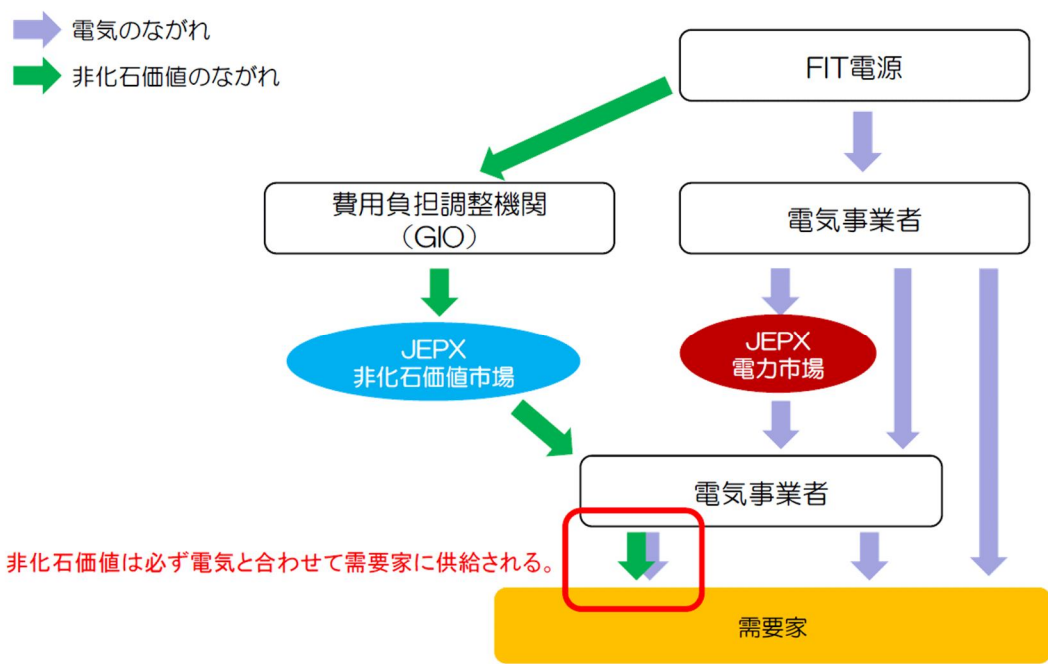 電気のながれ
非化石価値のながれ
FIT電源
費用負担調整機関
（GIO）
電気事業者
JEPX
非化石価値市場
JEPX
電力市場
電気事業者
非化石価値は必ず電気と合わせて需要家に供給される。
需要家